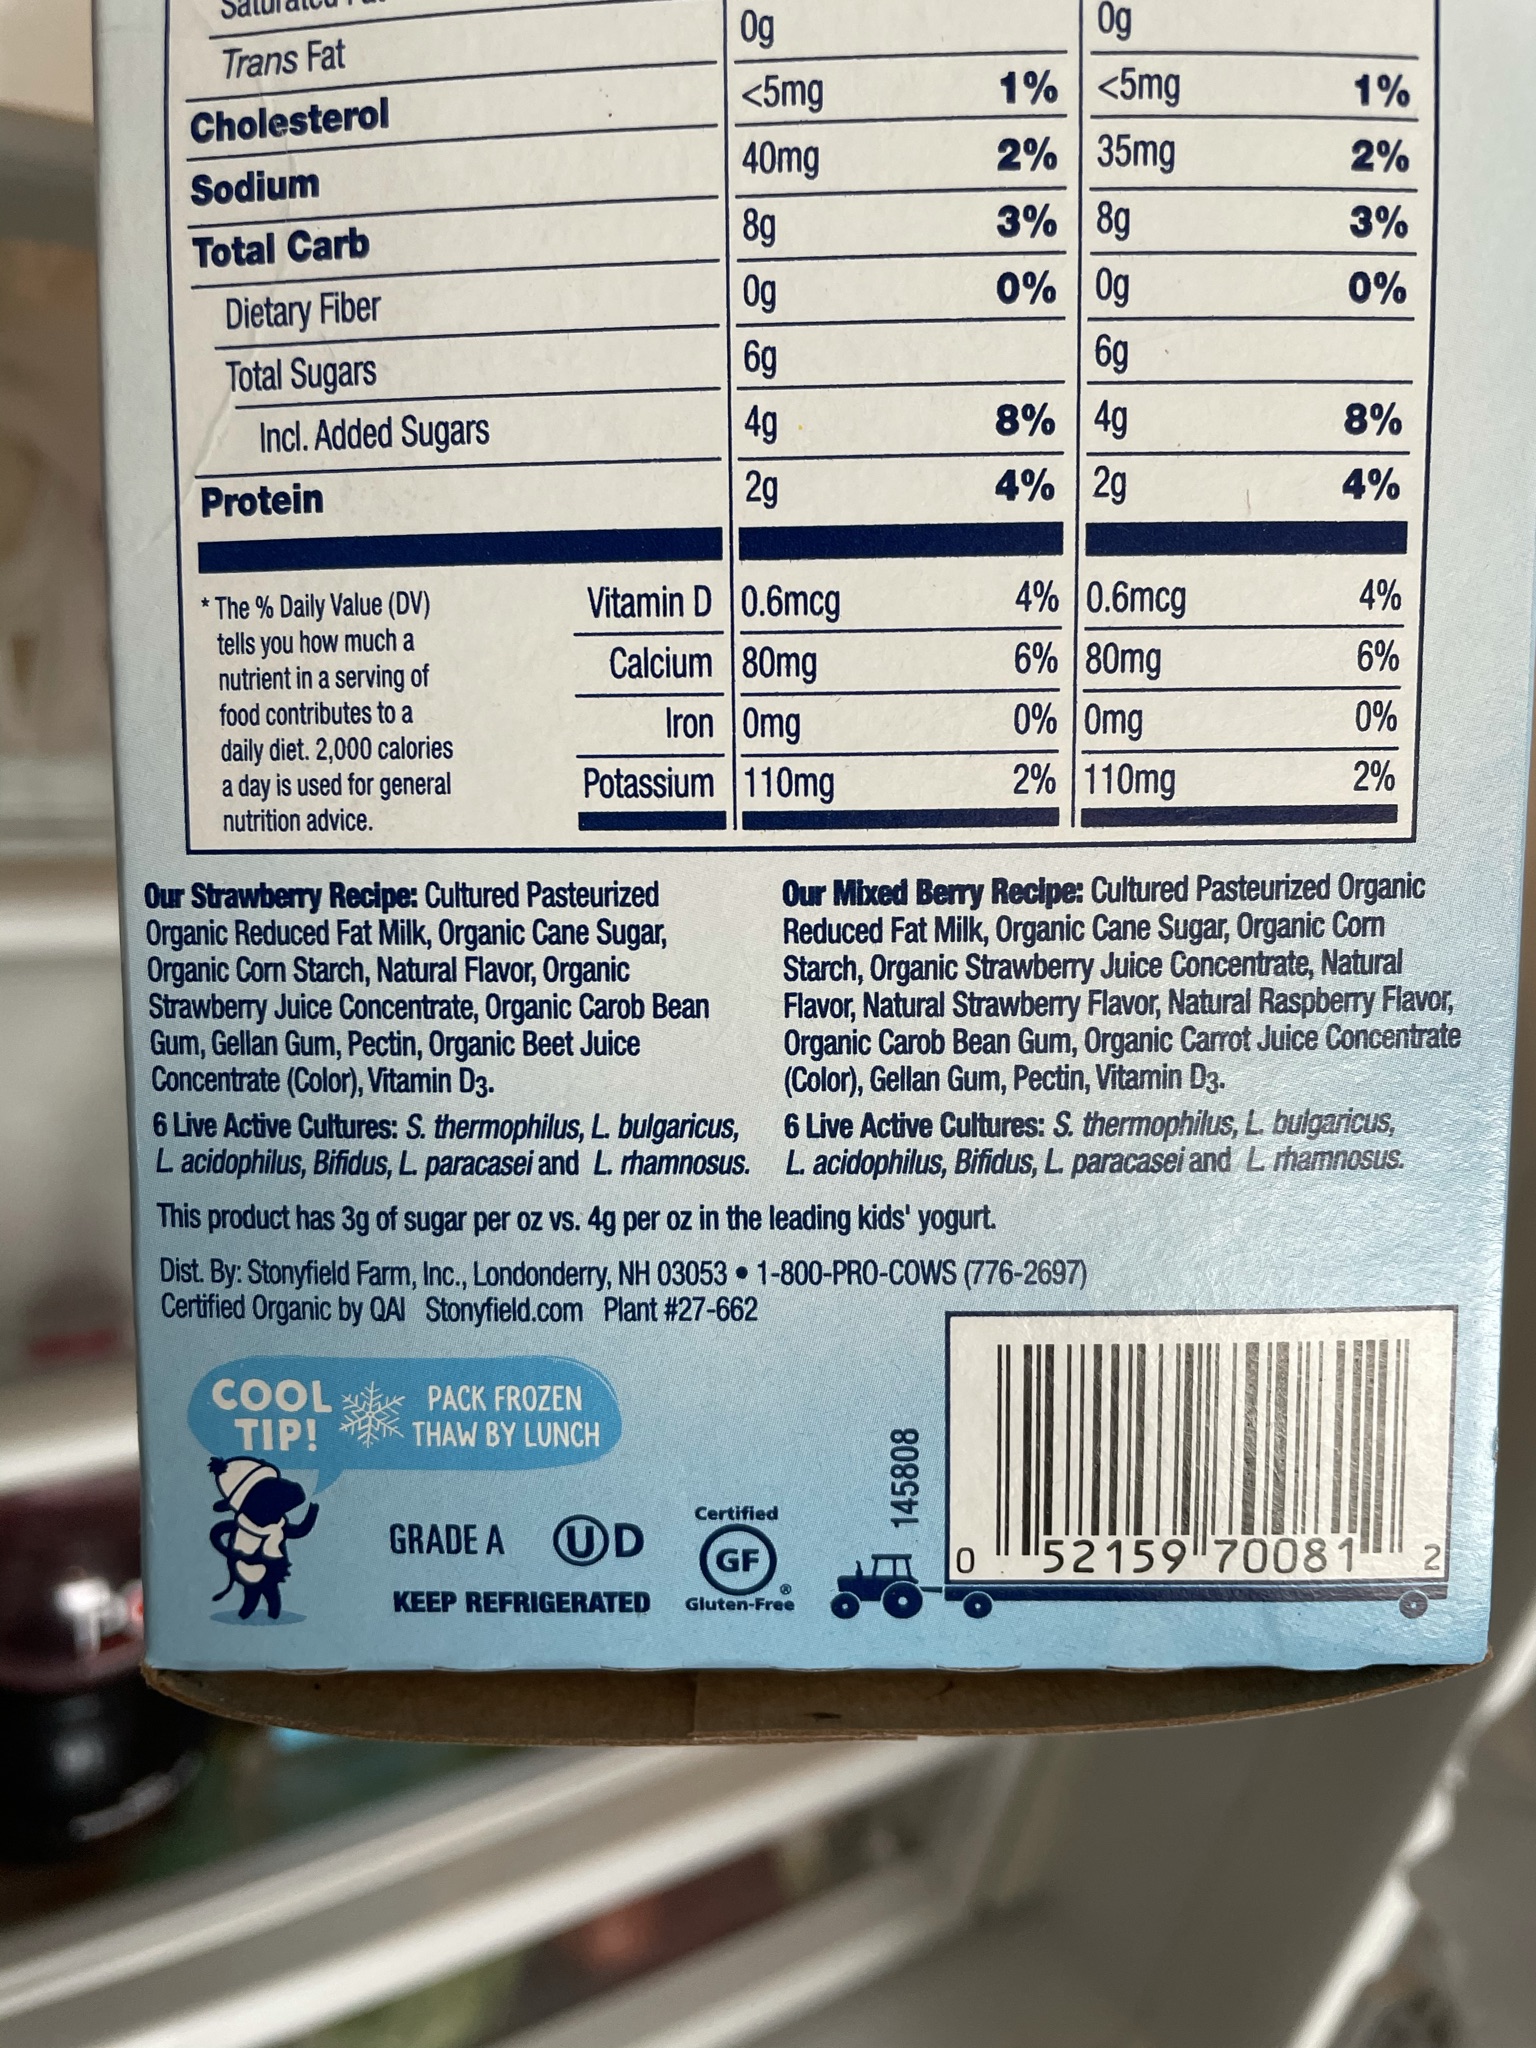 Trans Fat 0g 0g
Cholesterol <5mg 1% <5mg 1%
Sodium 40mg 2% 35mg 2%
Total Carb 8g 3% 8g 3%
Dietary Fiber 0g 0% 0g 0%
Total Sugars 6g 6g
Incl. Added Sugars 4g 8% 4g 8%
Protein 2g 4% 2g 4%
* The % Daily Value (DV)
tells you how much a
nutrient in a serving of
food contributes to a
daily diet. 2,000 calories
a day is used for general
nutrition advice.
Vitamin D 0.6mcg 4% 0.6mcg 4%
Calcium 80mg 6% 80mg 6%
Iron 0mg 0% 0mg 0%
Potassium 110mg 2% 110mg 2%
Our Strawberry Recipe: Cultured Pasteurized
Organic Reduced Fat Milk, Organic Cane Sugar,
Organic Corn Starch, Natural Flavor, Organic
Strawberry Juice Concentrate, Organic Carob Bean
Gum, Gellan Gum, Pectin, Organic Beet Juice
Concentrate (Color), Vitamin D3.
6 Live Active Cultures: S. thermophilus, L. bulgaricus,
L. acidophilus, Bifidus, L. paracasei and L. rhamnosus.
Our Mixed Berry Recipe: Cultured Pasteurized Organic
Reduced Fat Milk, Organic Cane Sugar, Organic Corn
Starch, Organic Strawberry Juice Concentrate, Natural
Flavor, Natural Strawberry Flavor, Natural Raspberry Flavor,
Organic Carob Bean Gum, Organic Carrot Juice Concentrate
(Color), Gellan Gum, Pectin, Vitamin D3.
6 Live Active Cultures: S. thermophilus, L. bulgaricus,
L. acidophilus, Bifidus, L. paracasei and L rhamnosus.
This product has 3g of sugar per oz vs. 4g per oz in the leading kids' yogurt.
Dist. By: Stonyfield Farm, Inc., Londonderry, NH 03053 • 1-800-PRO-COWS (776-2697)
Certified Organic by QAI Stonyfield.com Plant #27-662
COOL
TIP!
PACK FROZEN
THAW BY LUNCH
GRADE A
U D
KEEP REFRIGERATED
Certified
GF
®
Gluten-Free
145808
0 52159 70081 2